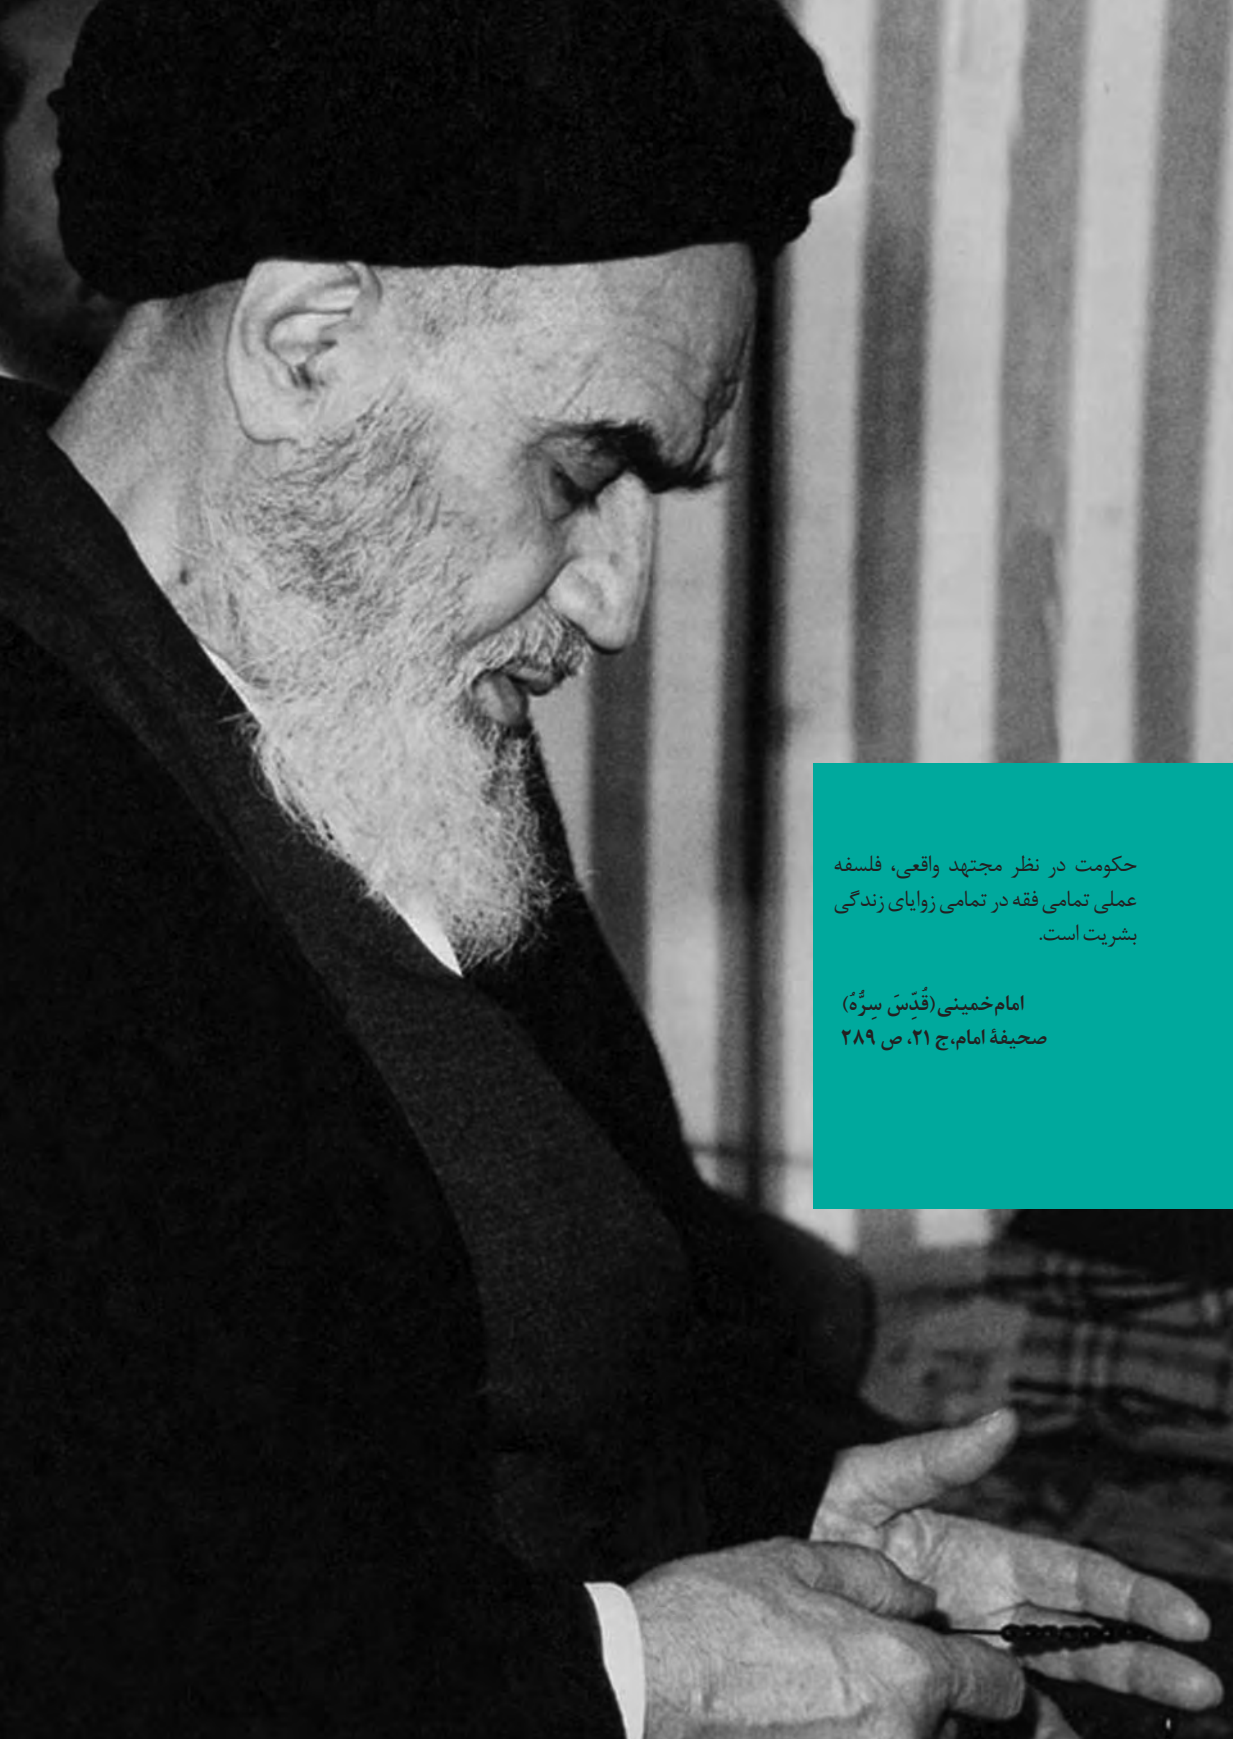 حکومت در نظر مجتهد واقعی، فلسفه
عملی تمامی فقه در تمامی زوایای زندگی
بشریت است.
امام‌خمینی(قُدِّسَ سِرُّهُ)
صحیفهٔ امام،ج ۲۱، ص ۲۸۹